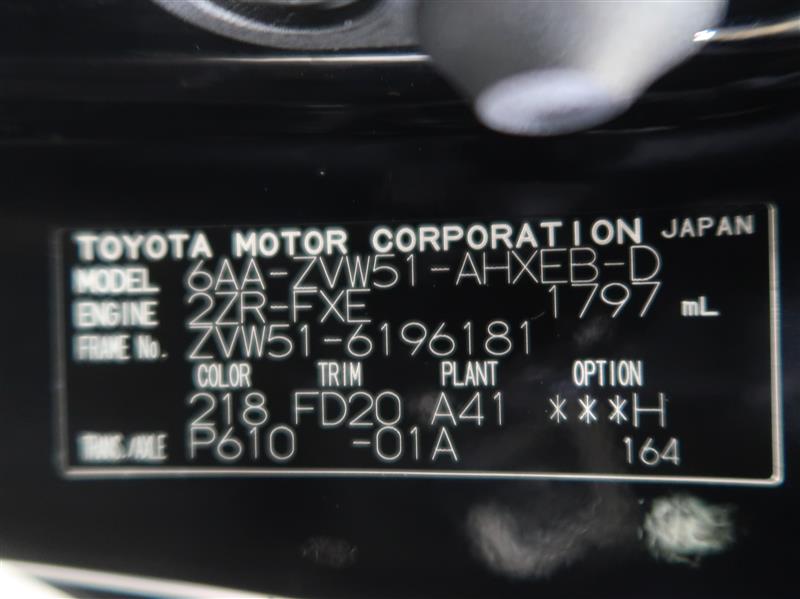 TOYOTA MOTOR CORPORATION JAPAN
MODEL 6AA-ZVW51-AHXEB-D
ENGINE 2ZR-FXE 1797 mL
FRAME No. ZVW51-6196181
COLOR TRIM PLANT OPTION
218 FD20 A41 ***H
TRANS./AXLE P610 -01A 164